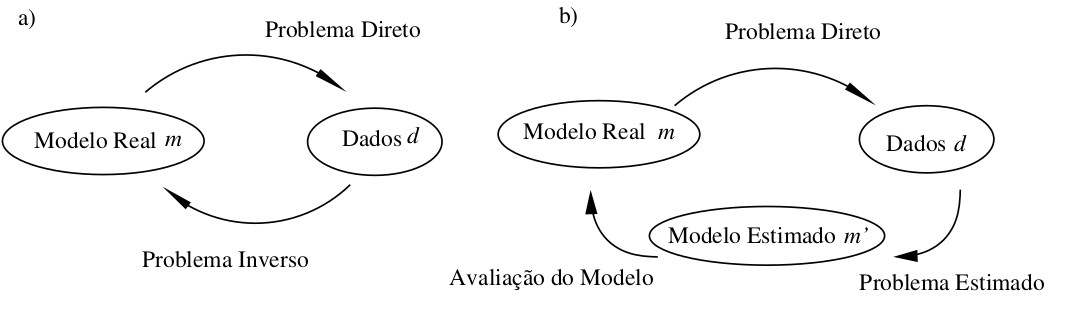 a)
Problema Direto
Modelo Real m
Dados d
Problema Inverso
b)
Problema Direto
Modelo Real m
Dados d
Modelo Estimado m’
Avaliação do Modelo
Problema Estimado